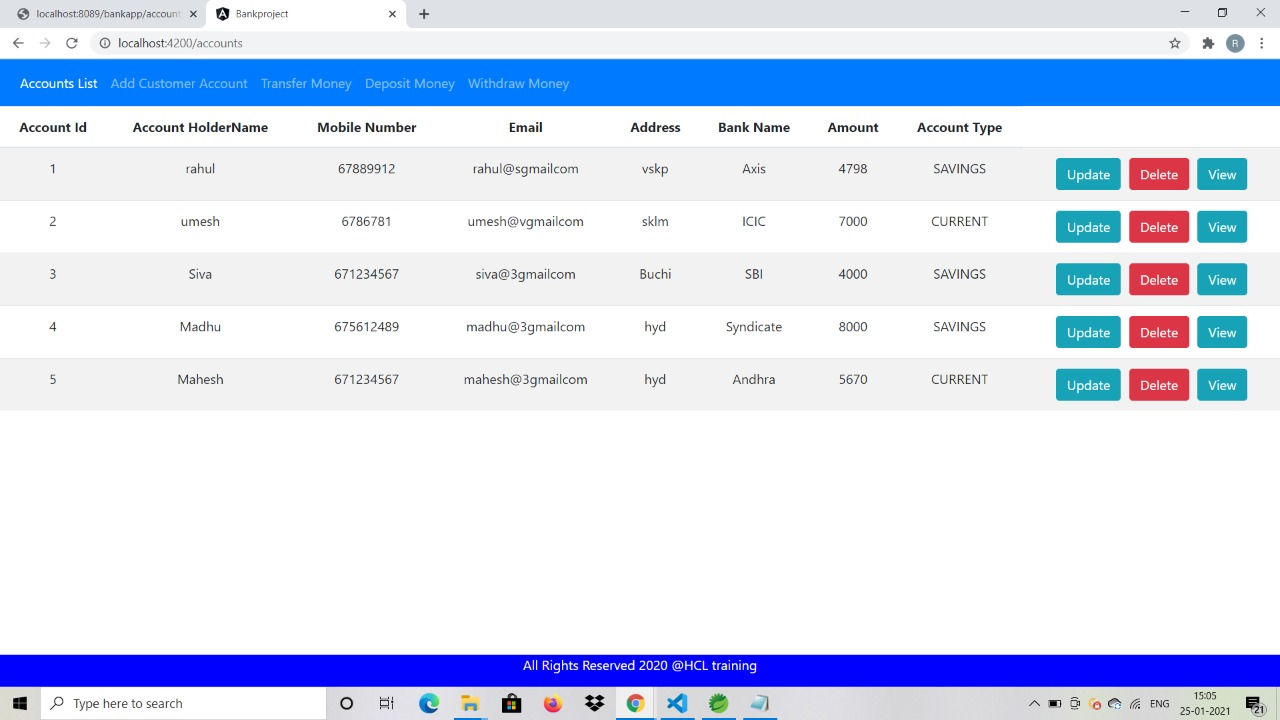 localhost:8089/bankapp/account
Bankproject
localhost:4200/accounts
R
Accounts List Add Customer Account Transfer Money Deposit Money Withdraw Money
Account Id Account HolderName Mobile Number Email Address Bank Name Amount Account Type
1 rahul 67889912 rahul@sgmailcom vskp Axis 4798 SAVINGS Update Delete View
2 umesh 6786781 umesh@vgmailcom sklm ICIC 7000 CURRENT Update Delete View
3 Siva 671234567 siva@3gmailcom Buchi SBI 4000 SAVINGS Update Delete View
4 Madhu 675612489 madhu@3gmailcom hyd Syndicate 8000 SAVINGS Update Delete View
5 Mahesh 671234567 mahesh@3gmailcom hyd Andhra 5670 CURRENT Update Delete View
All Rights Reserved 2020 @HCL training
Type here to search
ENG
15:05
25-01-2021
21